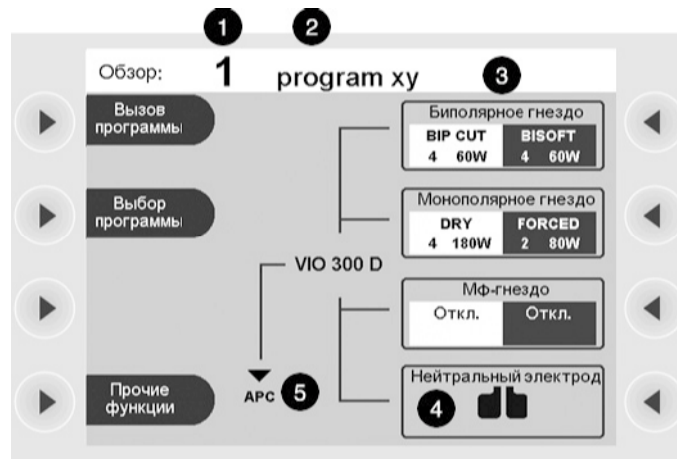 1 2
Обзор: 1 program xy 3
Вызов
программы
Биполярное гнездо
BIP CUT BISOFT
4 60W 4 60W
Выбор
программы
Монополярное гнездо
DRY FORCED
4 180W 2 80W
VIO 300 D
Мф-гнездо
Откл. Откл.
Прочие
функции
APC 5
Нейтральный электрод
4